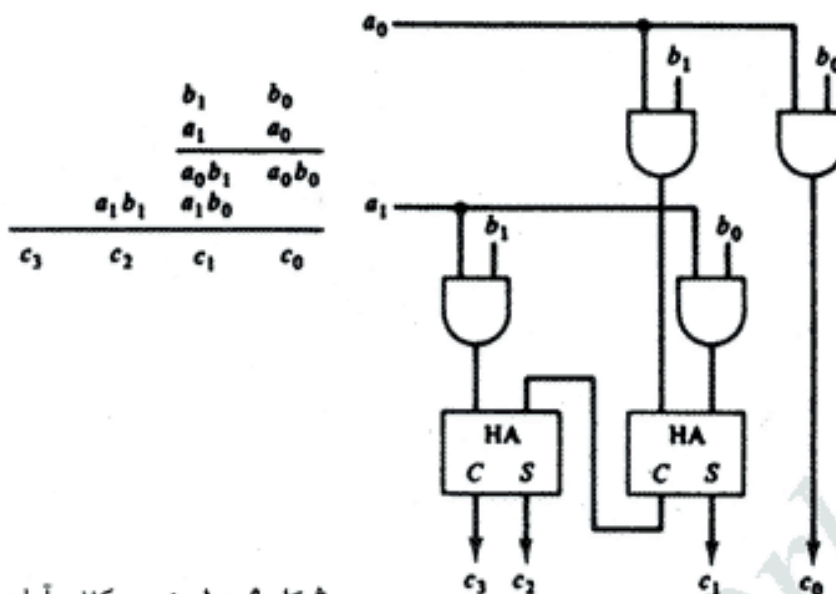 b₁ b₀
a₁ a₀
a₀b₁ a₀b₀
a₁b₁ a₁b₀
c₃ c₂ c₁ c₀
a₀
b₁ b₀
a₁
b₁ b₀
HA HA
C S C S
c₃ c₂ c₁ c₀